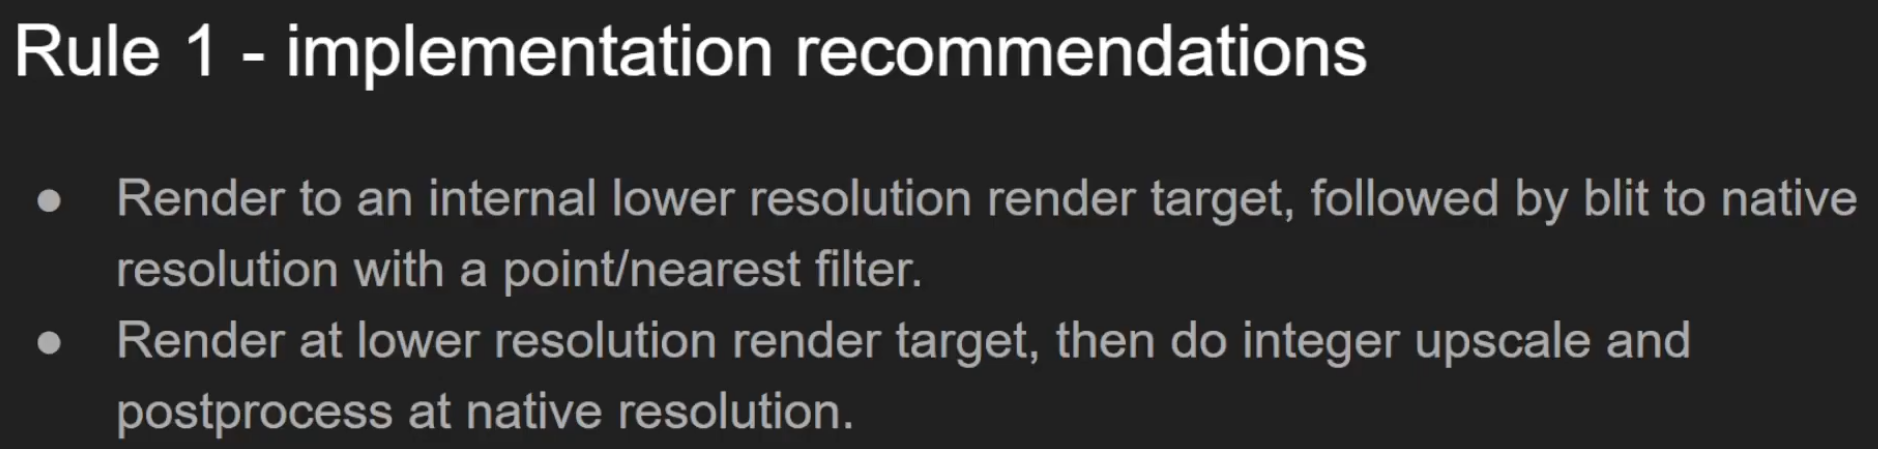 Rule 1 - implementation recommendations
● Render to an internal lower resolution render target, followed by blit to native
resolution with a point/nearest filter.
● Render at lower resolution render target, then do integer upscale and
postprocess at native resolution.